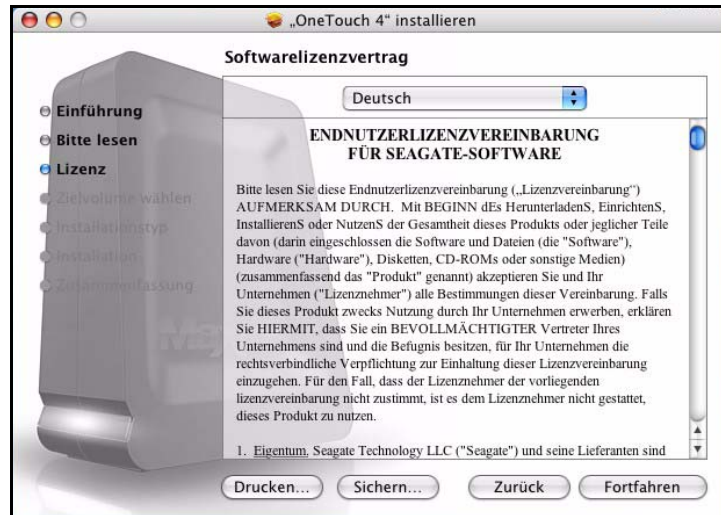 „OneTouch 4“ installieren
Softwarelizenzvertrag
Einführung
Bitte lesen
Lizenz
Zielvolume wählen
Installationstyp
Installation
Zusammenfassung
Deutsch
ENDNUTZERLIZENZVEREINBARUNG
FÜR SEAGATE-SOFTWARE
Bitte lesen Sie diese Endnutzerlizenzvereinbarung („Lizenzvereinbarung“)
AUFMERKSAM DURCH.  Mit BEGINN dEs HerunterladenS, EinrichtenS,
InstallierenS oder NutzenS der Gesamtheit dieses Produkts oder jeglicher Teile
davon (darin eingeschlossen die Software und Dateien (die "Software"),
Hardware ("Hardware"), Disketten, CD-ROMs oder sonstige Medien)
(zusammenfassend das "Produkt" genannt) akzeptieren Sie und Ihr
Unternehmen ("Lizenznehmer") alle Bestimmungen dieser Vereinbarung. Falls
Sie dieses Produkt zwecks Nutzung durch Ihr Unternehmen erwerben, erklären
Sie HIERMIT, dass Sie ein BEVOLLMÄCHTIGTER Vertreter Ihres
Unternehmens sind und die Befugnis besitzen, für Ihr Unternehmen die
rechtsverbindliche Verpflichtung zur Einhaltung dieser Lizenzvereinbarung
einzugehen. Für den Fall, dass der Lizenznehmer der vorliegenden
lizenzvereinbarung nicht zustimmt, ist es dem Lizenznehmer nicht gestattet,
dieses Produkt zu nutzen.
1. Eigentum. Seagate Technology LLC ("Seagate") und seine Lieferanten sind
Drucken...
Sichern...
Zurück
Fortfahren